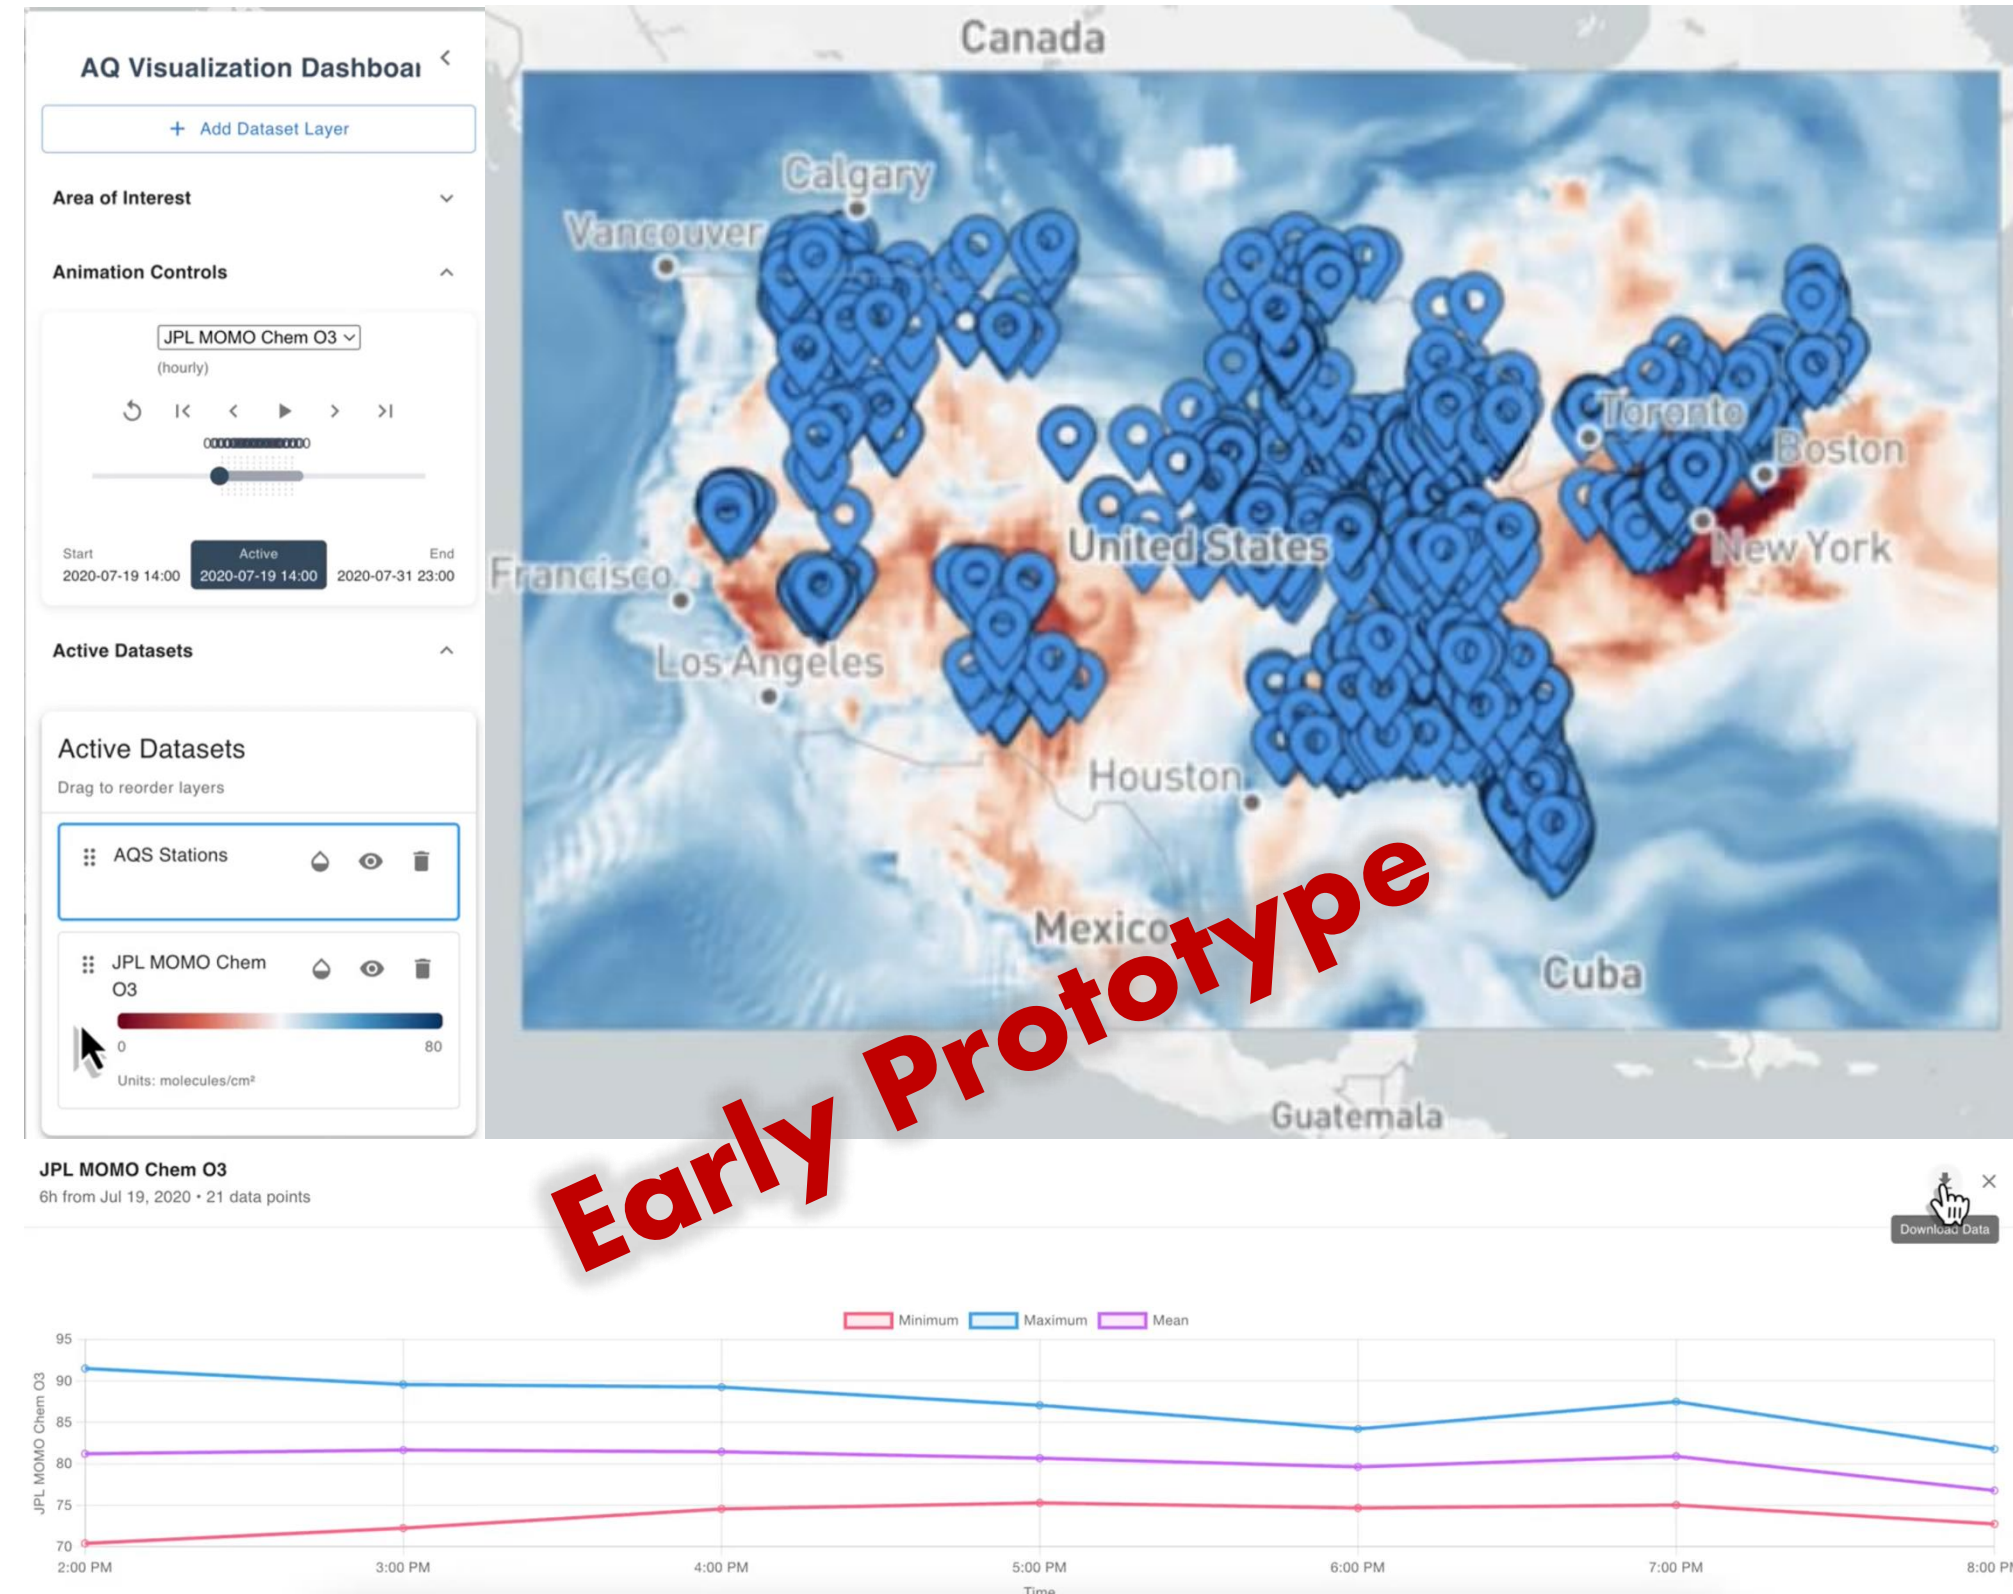 AQ Visualization Dashboar
+ Add Dataset Layer
Area of Interest
Animation Controls
JPL MOMO Chem O3
(hourly)
Start
2020-07-19 14:00
Active
2020-07-19 14:00
End
2020-07-31 23:00
Active Datasets
Active Datasets
Drag to reorder layers
AQS Stations
JPL MOMO Chem
O3
0
80
Units: molecules/cm²
Canada
Calgary
Vancouver
Toronto
Boston
United States
New York
Francisco
Los Angeles
Houston
Mexico
Cuba
Guatemala
Early Prototype
JPL MOMO Chem O3
6h from Jul 19, 2020 • 21 data points
Download Data
Minimum
Maximum
Mean
JPL MOMO Chem O3
95
90
85
80
75
70
2:00 PM
3:00 PM
4:00 PM
5:00 PM
6:00 PM
7:00 PM
8:00 PM
Time